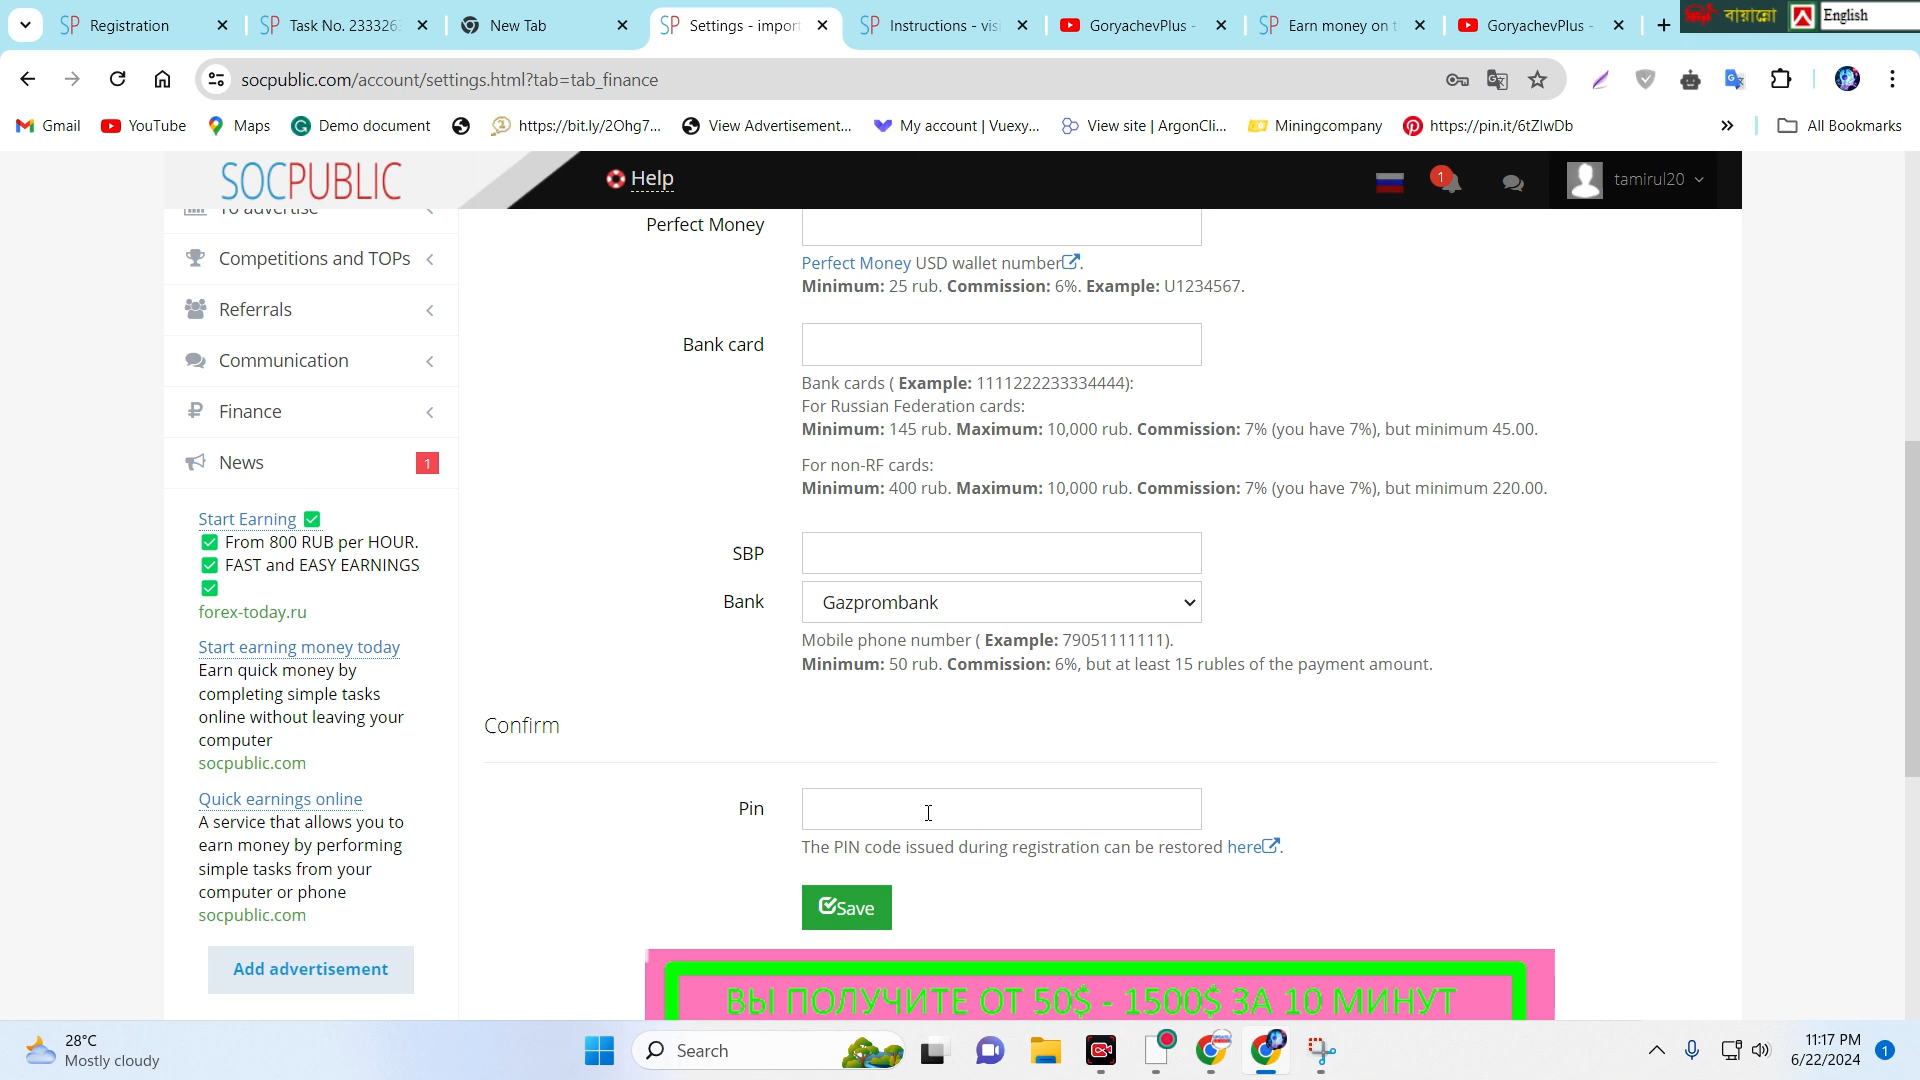 Registration
Task No. 2333263
New Tab
Settings - import
Instructions - visi
GoryachevPlus -
Earn money on t
GoryachevPlus -
বায়ান্নো
English
socpublic.com/account/settings.html?tab=tab_finance
Gmail
YouTube
Maps
Demo document
https://bit.ly/2Ohg7...
View Advertisement...
My account | Vuexy...
View site | ArgonCli...
Miningcompany
https://pin.it/6tZlwDb
All Bookmarks
SOCPUBLIC
Help
1
tamirul20
To advertise
Competitions and TOPs
Referrals
Communication
Finance
News
1
Start Earning
From 800 RUB per HOUR.
FAST and EASY EARNINGS
forex-today.ru
Start earning money today
Earn quick money by
completing simple tasks
online without leaving your
computer
socpublic.com
Quick earnings online
A service that allows you to
earn money by performing
simple tasks from your
computer or phone
socpublic.com
Add advertisement
Perfect Money
Perfect Money USD wallet number.
Minimum: 25 rub. Commission: 6%. Example: U1234567.
Bank card
Bank cards ( Example: 1111222233334444):
For Russian Federation cards:
Minimum: 145 rub. Maximum: 10,000 rub. Commission: 7% (you have 7%), but minimum 45.00.
For non-RF cards:
Minimum: 400 rub. Maximum: 10,000 rub. Commission: 7% (you have 7%), but minimum 220.00.
SBP
Bank
Gazprombank
Mobile phone number ( Example: 79051111111).
Minimum: 50 rub. Commission: 6%, but at least 15 rubles of the payment amount.
Confirm
Pin
The PIN code issued during registration can be restored here.
Save
ВЫ ПОЛУЧИТЕ ОТ 50$ - 1500$ ЗА 10 МИНУТ
28°C
Mostly cloudy
Search
11:17 PM
6/22/2024
1